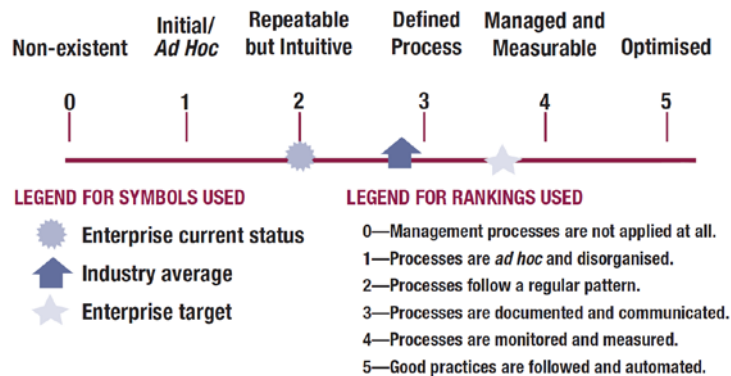 Non-existent
Initial/
Ad Hoc
Repeatable
but Intuitive
Defined
Process
Managed and
Measurable
Optimised
0 1 2 3 4 5
LEGEND FOR SYMBOLS USED
Enterprise current status
Industry average
Enterprise target
LEGEND FOR RANKINGS USED
0—Management processes are not applied at all.
1—Processes are ad hoc and disorganised.
2—Processes follow a regular pattern.
3—Processes are documented and communicated.
4—Processes are monitored and measured.
5—Good practices are followed and automated.